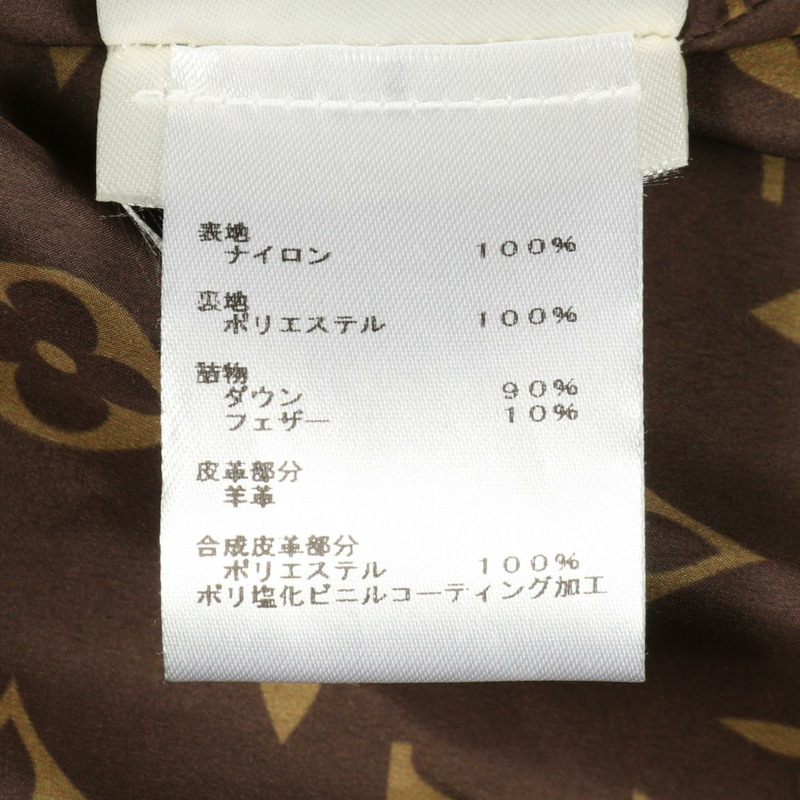 表地
ナイロン 100%
裏地
ポリエステル 100%
詰物
ダウン 90%
フェザー 10%
皮革部分
羊革
合成皮革部分
ポリエステル 100%
ポリ塩化ビニルコーティング加工